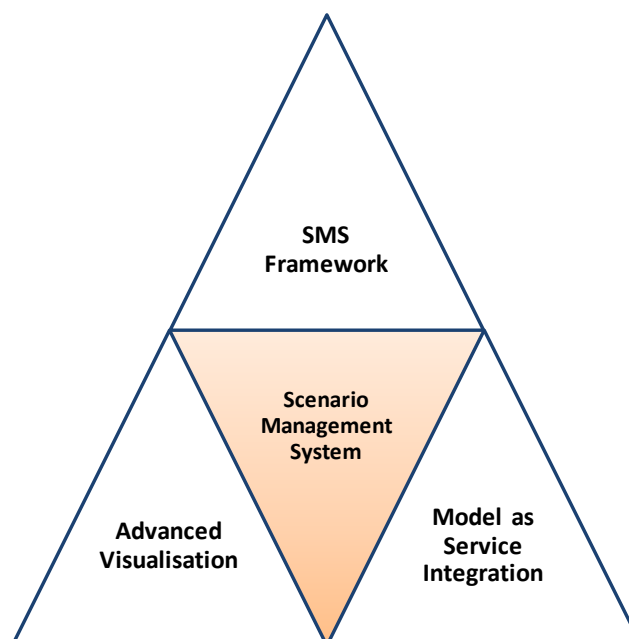 SMS
Framework
Scenario
Management
System
Advanced
Visualisation
Model as
Service
Integration